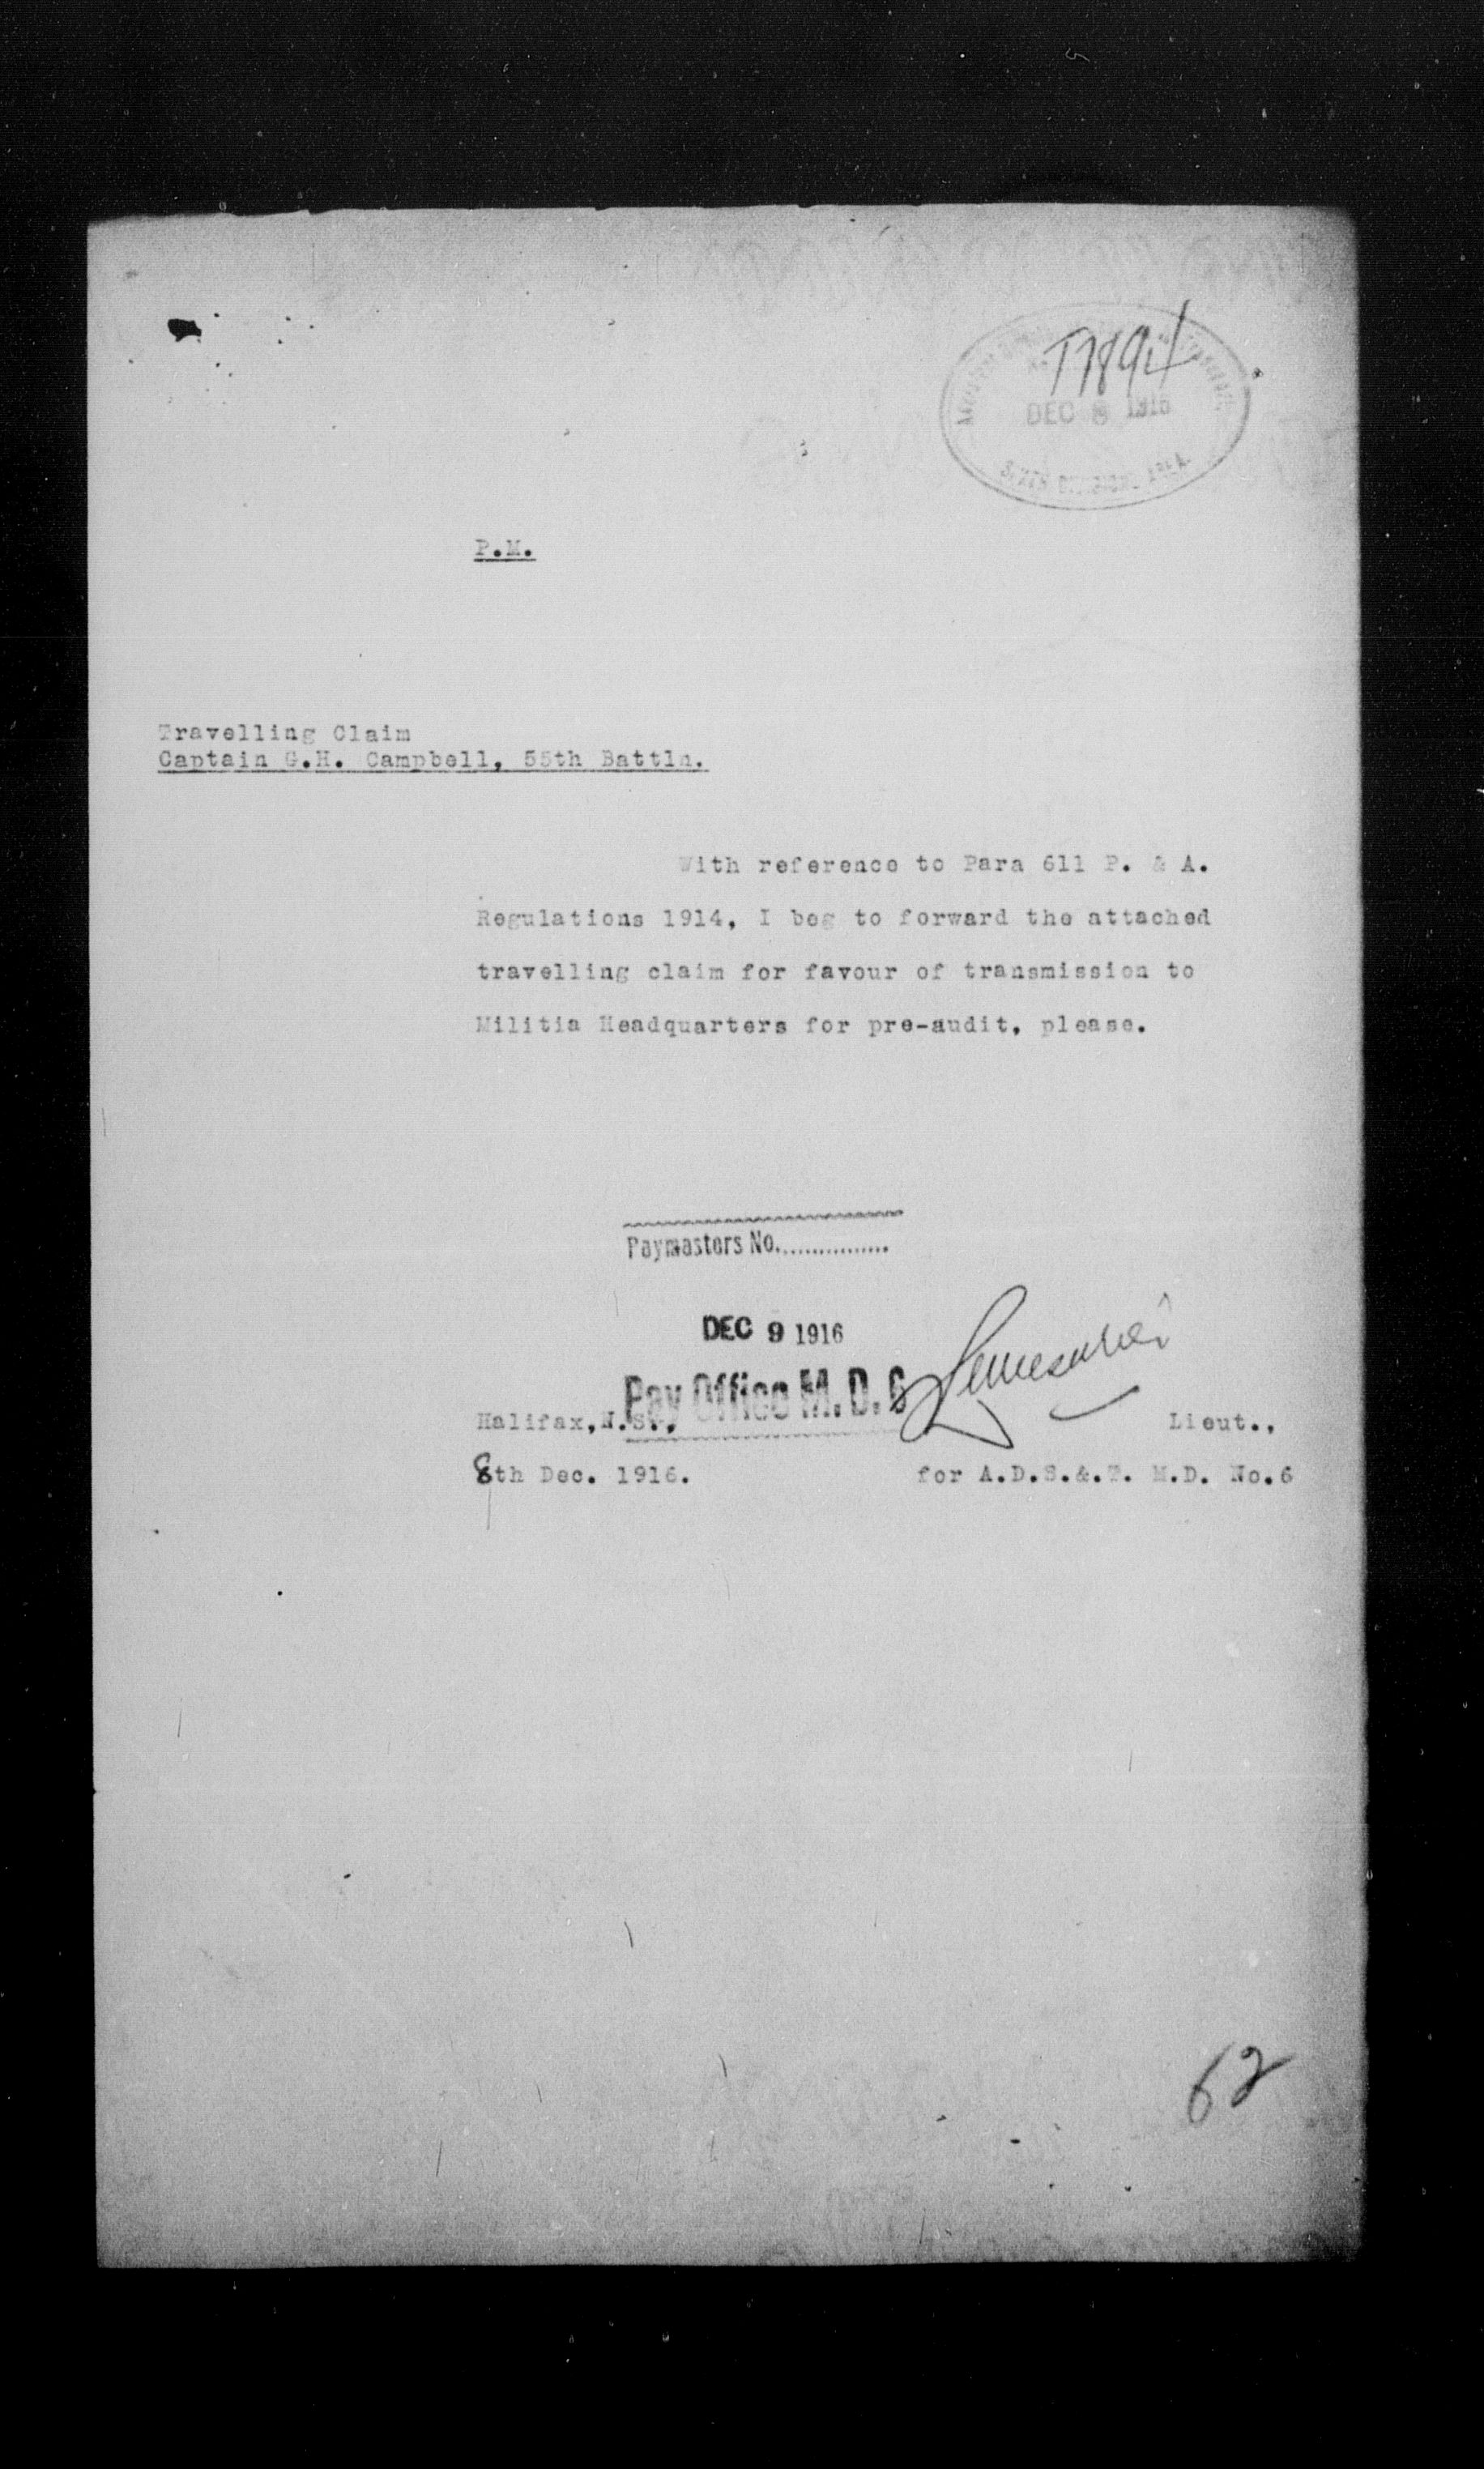 T7894
DEC 8 1916
P.M.
Travelling Claim
Captain G.H. Campbell, 55th Battln.
With reference to Para 611 P. & A.
Regulations 1914, I beg to forward the attached
travelling claim for favour of transmission to
Militia Headquarters for pre-audit, please.
Paymasters No...............
DEC 9 1916
Pay Office M.D. 6
Halifax,N.S.,
Lieut.,
8th Dec. 1916.
for A.D.S.&.T. M.D. No.6
62